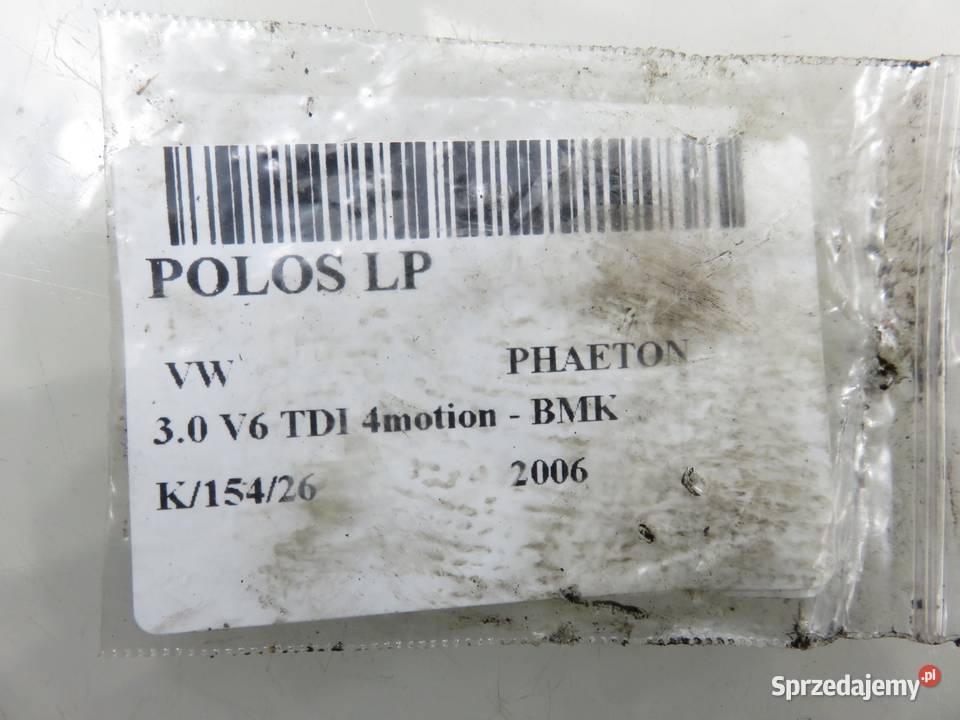 POLOS LP
VW PHAETON
3.0 V6 TDI 4motion - BMK
K/154/26 2006
Sprzedajemy.pl